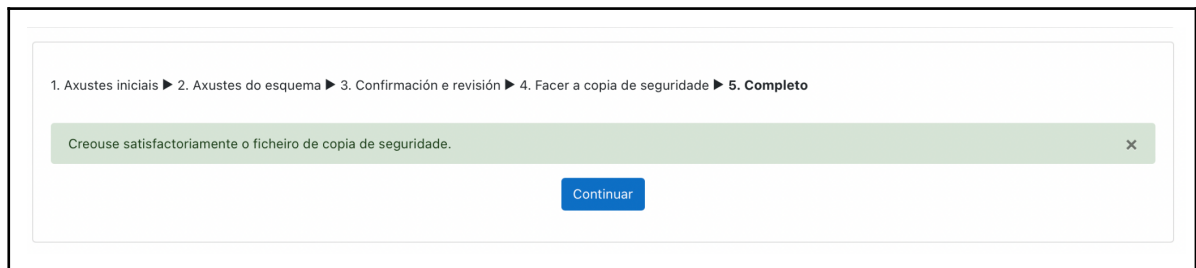 1. Axustes iniciais ▶ 2. Axustes do esquema ▶ 3. Confirmación e revisión ▶ 4. Facer a copia de seguridade ▶ 5. Completo
Creouse satisfactoriamente o ficheiro de copia de seguridade. ×
Continuar